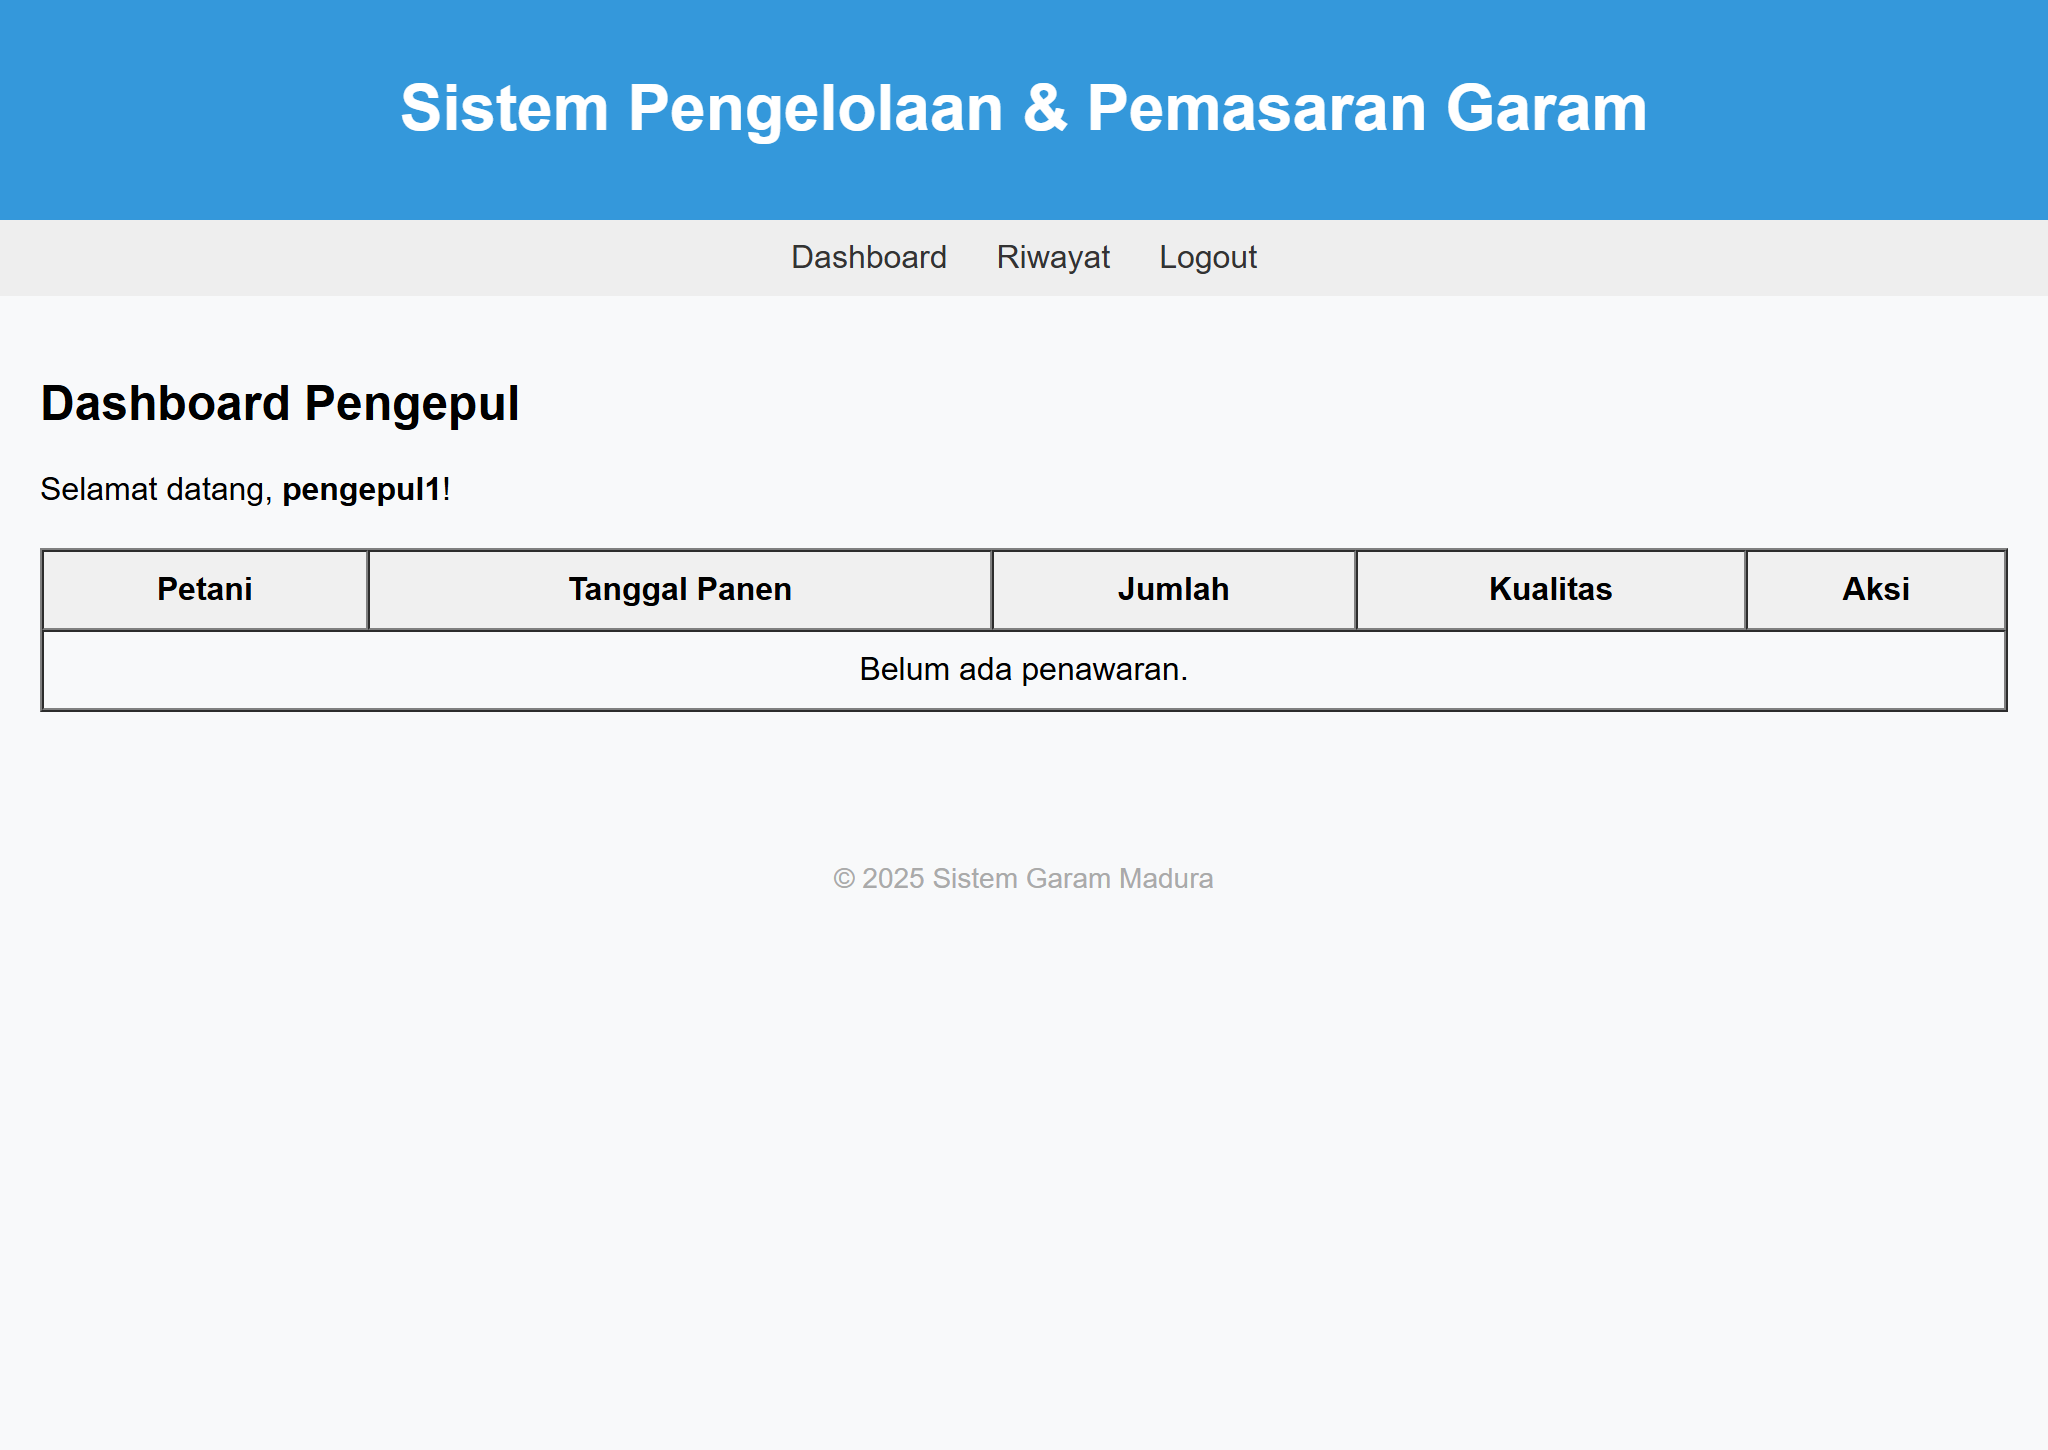 Sistem Pengelolaan & Pemasaran Garam
Dashboard Riwayat Logout
Dashboard Pengepul
Selamat datang, pengepul1!
Petani Tanggal Panen Jumlah Kualitas Aksi
Belum ada penawaran.
© 2025 Sistem Garam Madura